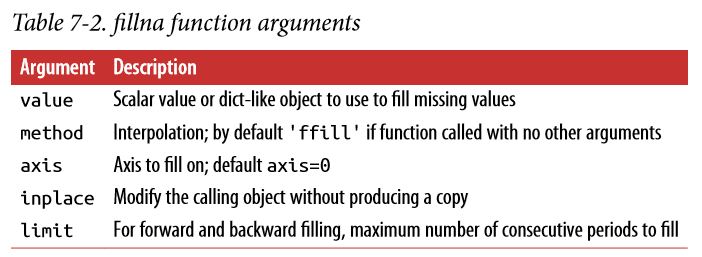 Table 7-2. fillna function arguments
Argument Description
value Scalar value or dict-like object to use to fill missing values
method Interpolation; by default 'ffill' if function called with no other arguments
axis Axis to fill on; default axis=0
inplace Modify the calling object without producing a copy
limit For forward and backward filling, maximum number of consecutive periods to fill